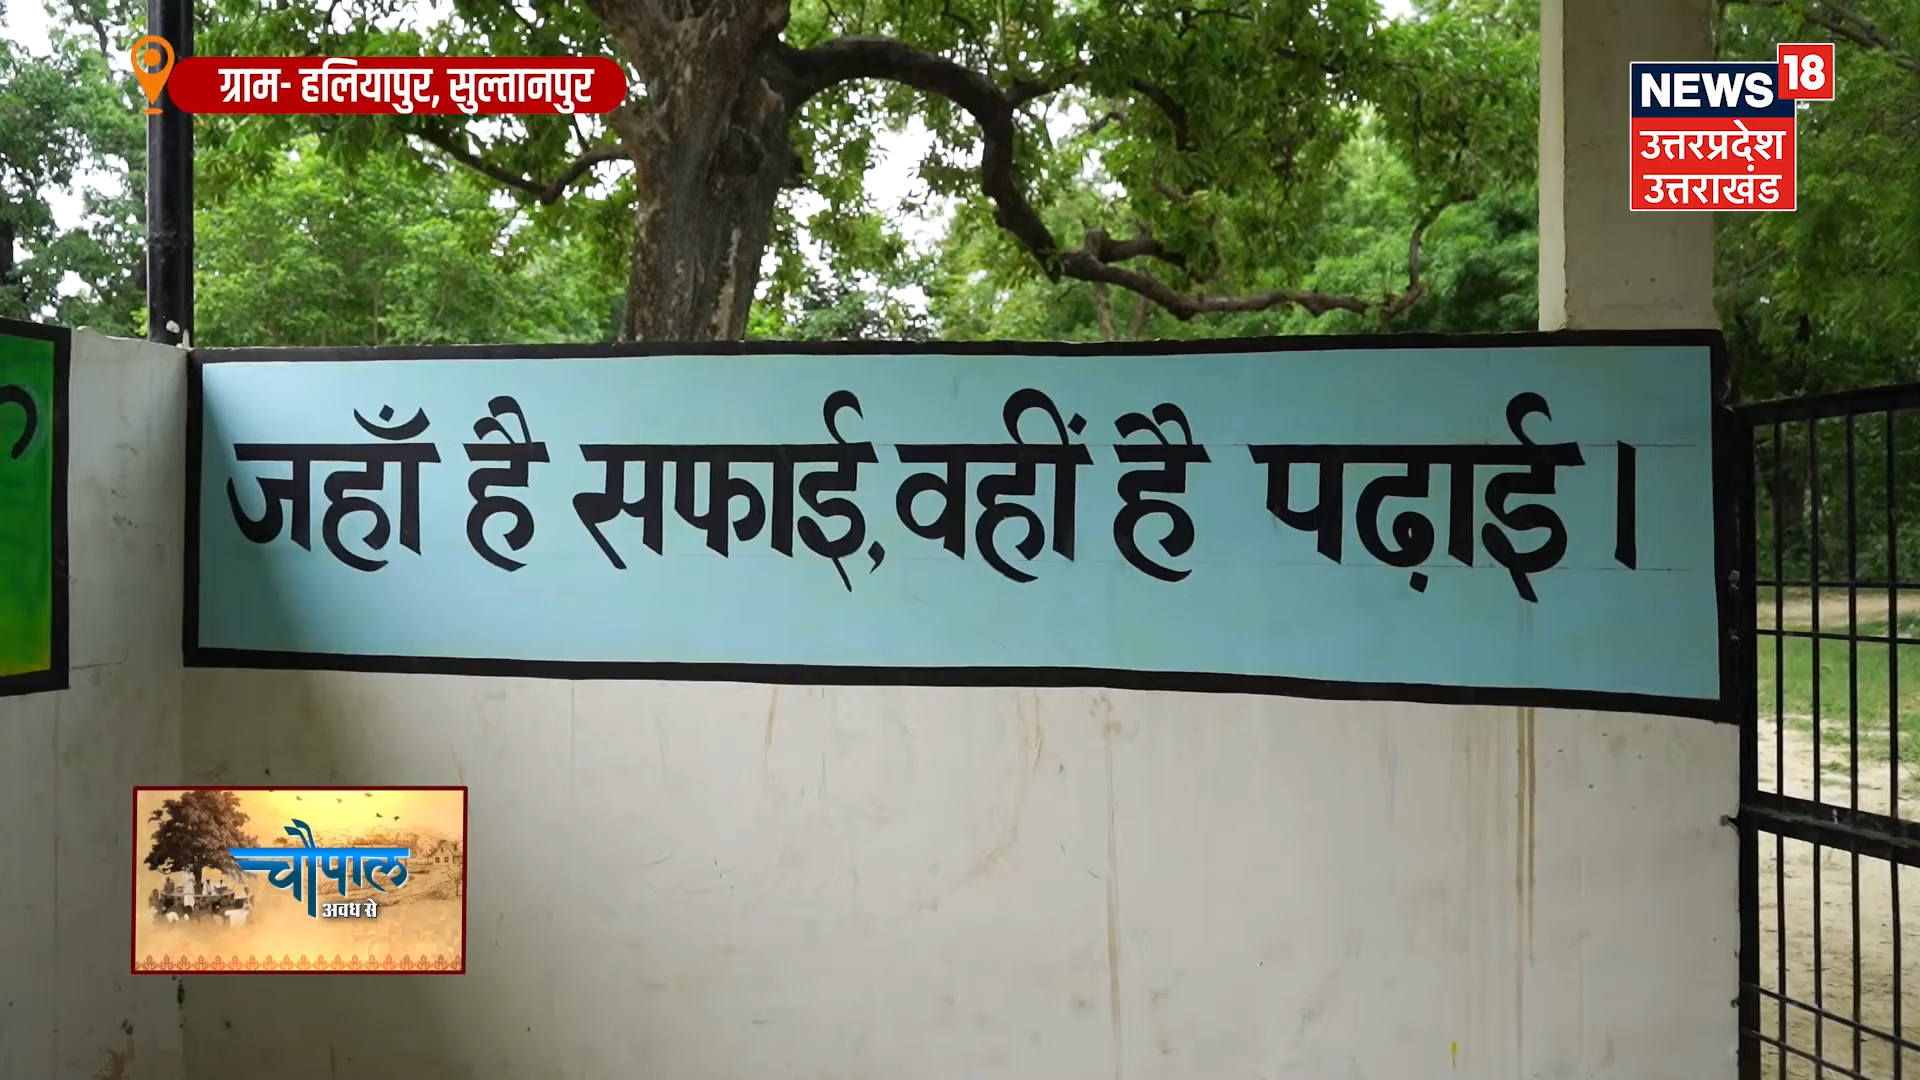 ग्राम- हलियापुर, सुल्तानपुर
NEWS 18
उत्तरप्रदेश
उत्तराखंड
जहाँ है सफाई, वहीं है पढ़ाई।
चौपाल
अवध से